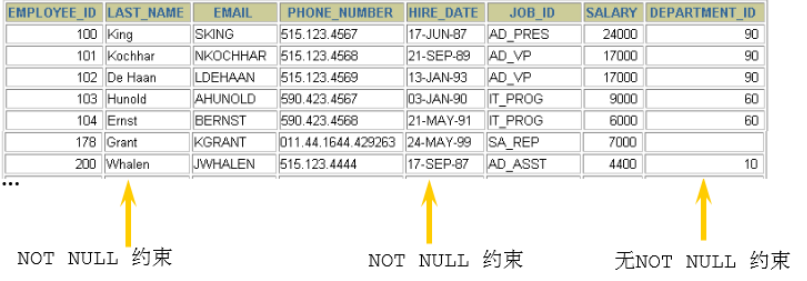 EMPLOYEE_ID LAST_NAME EMAIL PHONE_NUMBER HIRE_DATE JOB_ID SALARY DEPARTMENT_ID
100 King SKING 515.123.4567 17-JUN-87 AD_PRES 24000 90
101 Kochhar NKOCHHAR 515.123.4568 21-SEP-89 AD_VP 17000 90
102 De Haan LDEHAAN 515.123.4569 13-JAN-93 AD_VP 17000 90
103 Hunold AHUNOLD 590.423.4567 03-JAN-90 IT_PROG 9000 60
104 Ernst BERNST 590.423.4568 21-MAY-91 IT_PROG 6000 60
178 Grant KGRANT 011.44.1644.429263 24-MAY-99 SA_REP 7000
200 Whalen JWHALEN 515.123.4444 17-SEP-87 AD_ASST 4400 10
...
NOT NULL 约束 NOT NULL 约束 无NOT NULL 约束